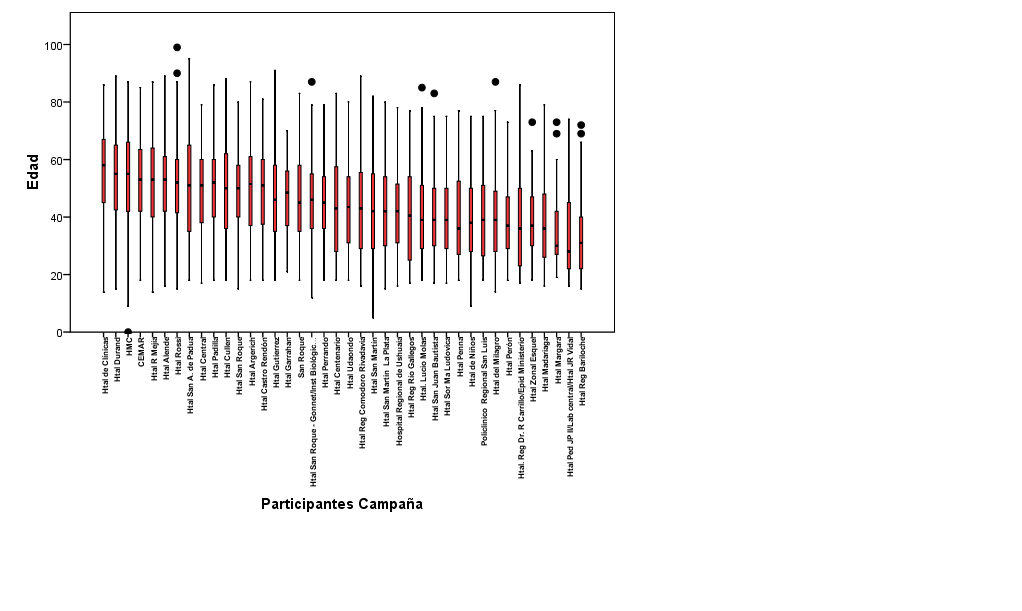 100
80
60
40
20
0
Edad
Htal de Clínicas
Htal Durand
HMC
CEMAR
Htal R Mejía
Htal Alende
Htal Rossi
Htal San A. de Padua
Htal Central
Htal Padilla
Htal Cullen
Htal San Roque
Htal Argerich
Htal Castro Rendón
Htal Gutierrez
Htal Garrahan
San Roque
Htal San Roque - Gonnet/Inst Biológic...
Htal Perrando
Htal Centenario
Htal Udaondo
Htal Reg Comodoro Rivadavia
Htal San Martín
Htal San Martin La Plata
Hospital Regional de Ushuaia
Htal Reg Río Gallegos
Htal. Lucio Molas
Htal San Juan Bautista
Htal Sor Ma Ludovica
Htal Penna
Htal de Niños
Policlínico Regional San Luis
Htal del Milagro
Htal Perón
Htal. Reg Dr. R Carrillo/Epid Ministerio
Htal Zonal Esquel
Htal Madariaga
Htal Margara
Htal Ped JP II/Lab central/Htal JR Vidal
Htal Reg Bariloche
Participantes Campaña